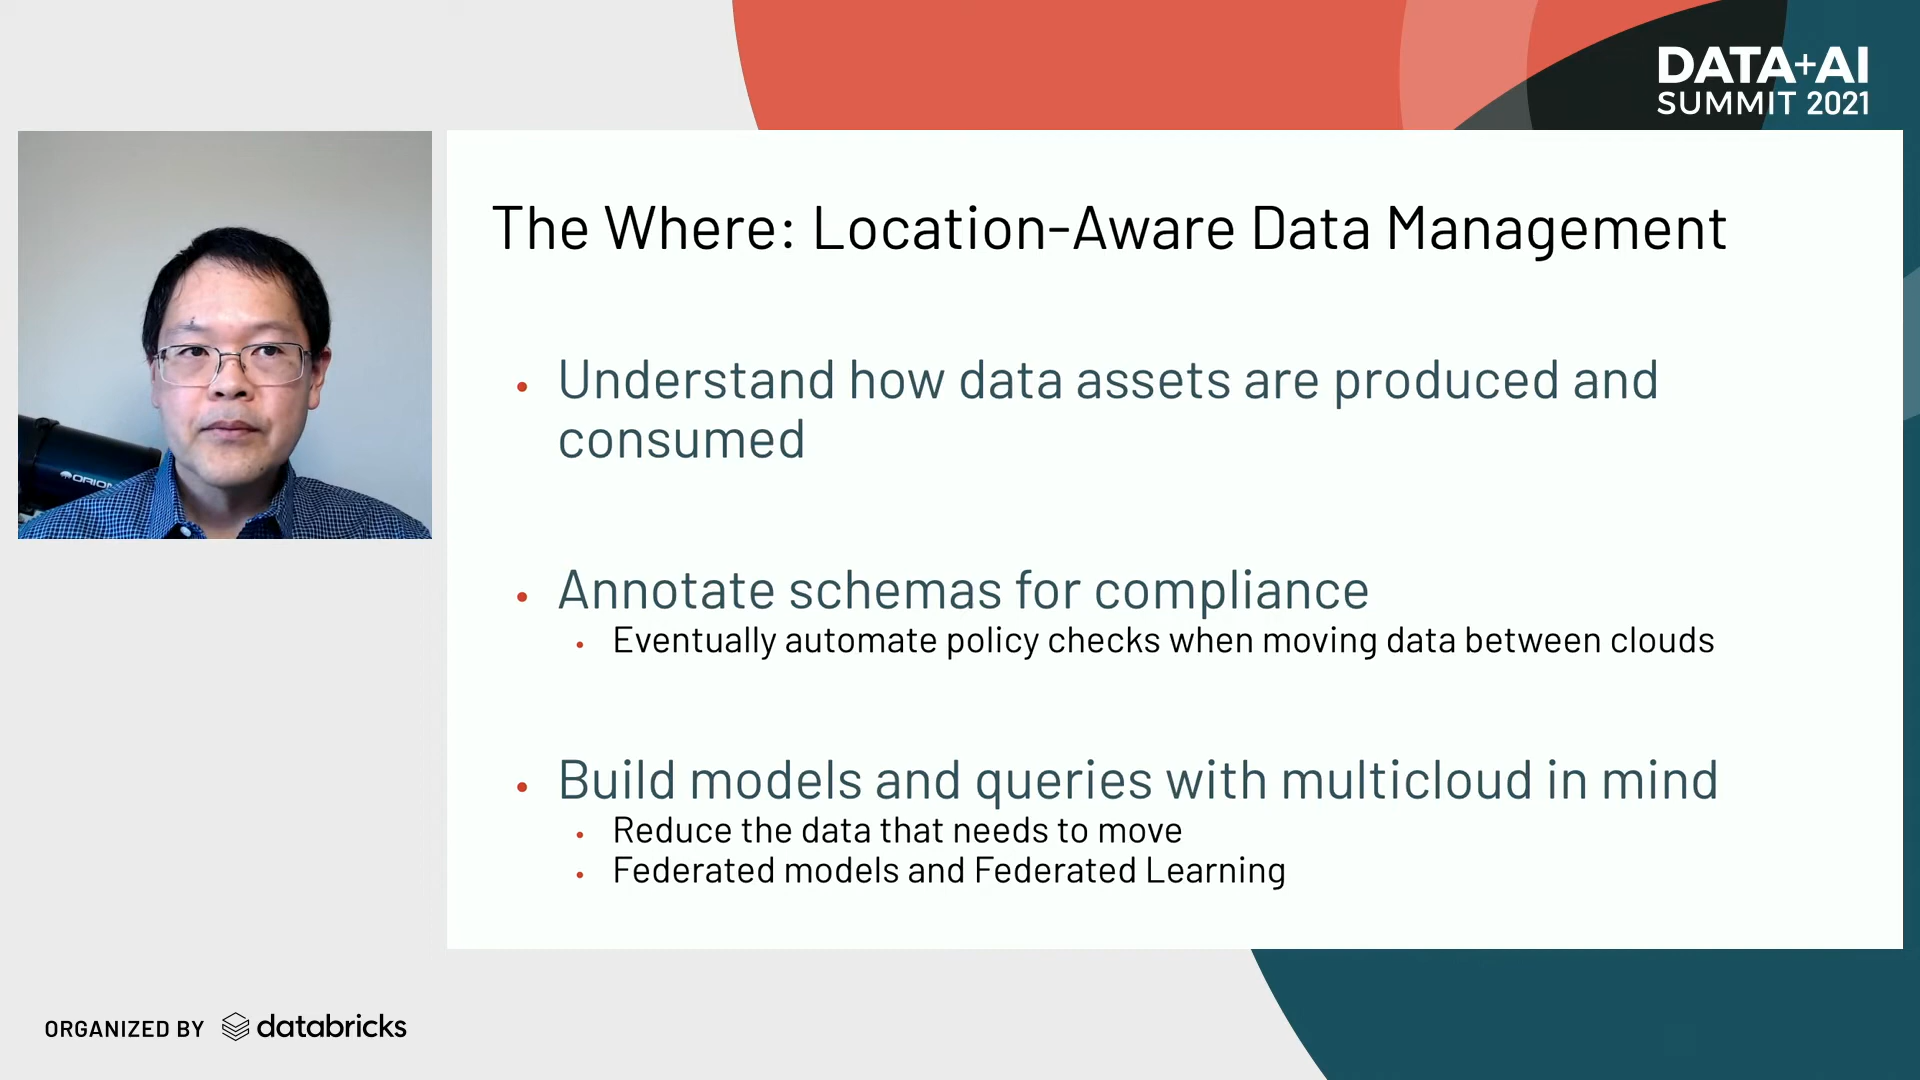 DATA+AI
SUMMIT 2021
The Where: Location-Aware Data Management
• Understand how data assets are produced and
consumed
• Annotate schemas for compliance
• Eventually automate policy checks when moving data between clouds
• Build models and queries with multicloud in mind
• Reduce the data that needs to move
• Federated models and Federated Learning
ORION
ORGANIZED BY databricks